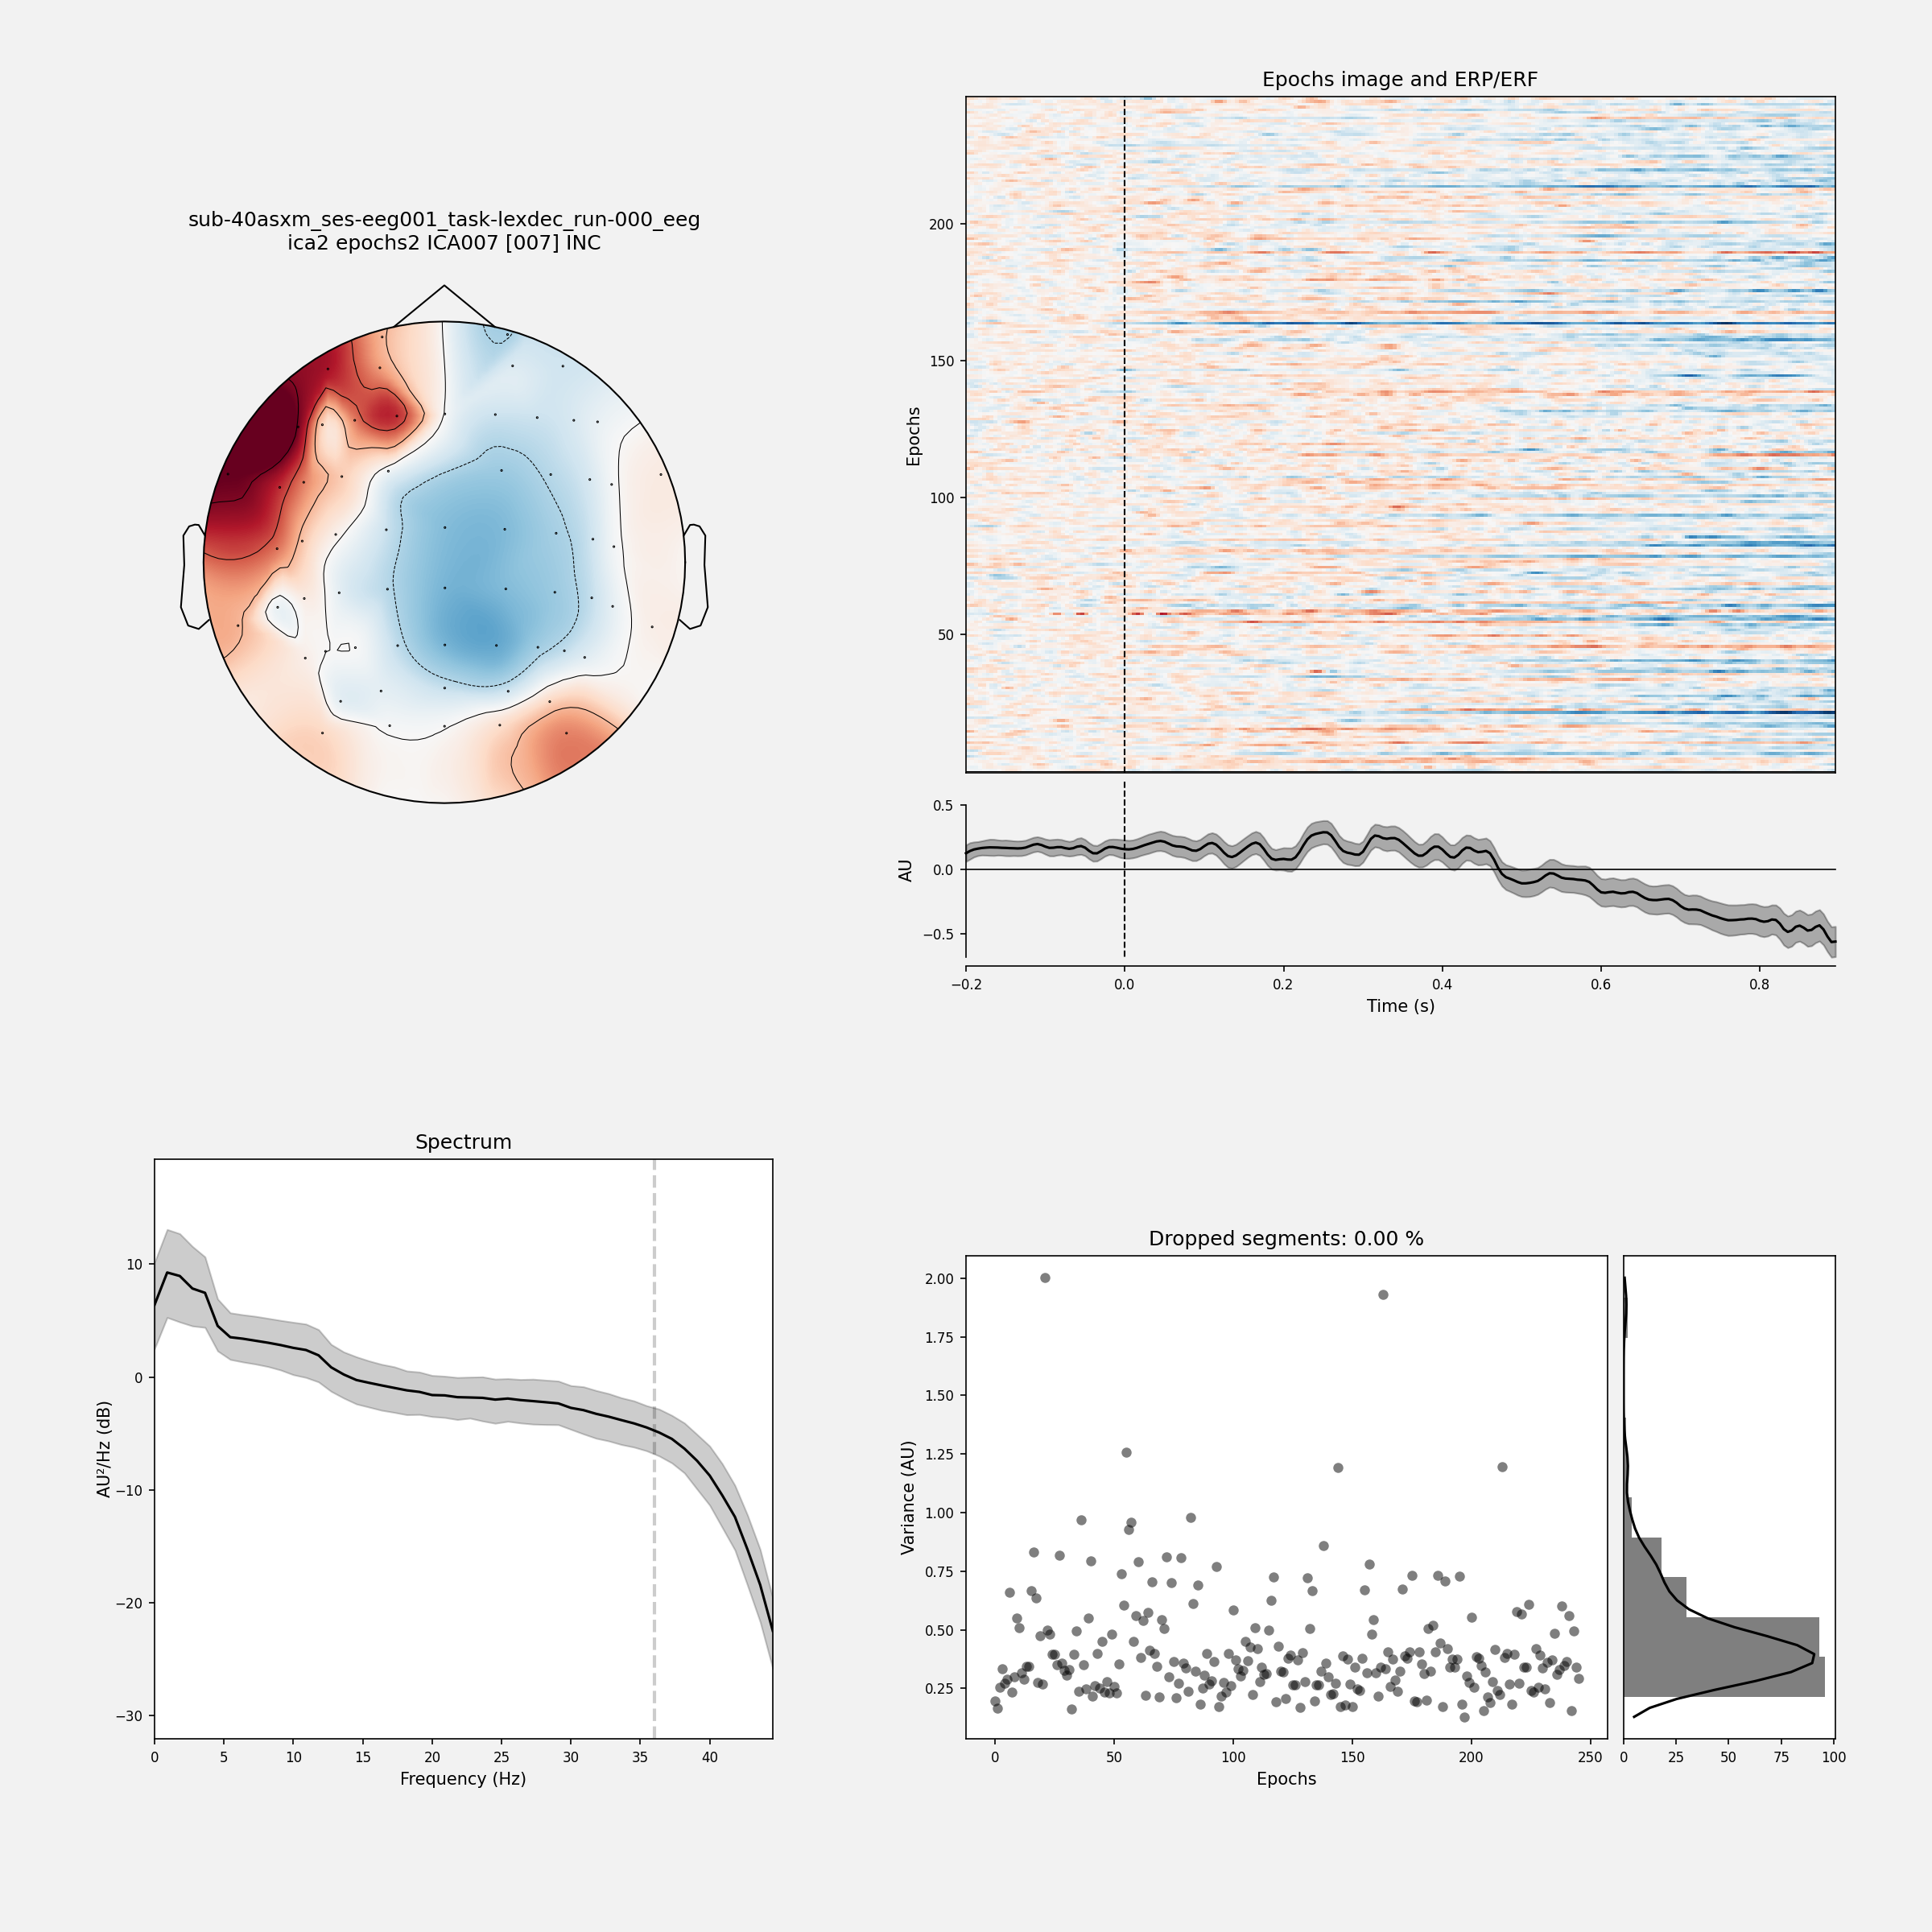 sub-40asxm_ses-eeg001_task-lexdec_run-000_eeg
ica2 epochs2 ICA007 [007] INC
Epochs image and ERP/ERF
Epochs
200
150
100
50
AU
0.5
0.0
−0.5
−0.2 0.0 0.2 0.4 0.6 0.8
Time (s)
Spectrum
AU²/Hz (dB)
10
0
−10
−20
−30
0 5 10 15 20 25 30 35 40
Frequency (Hz)
Dropped segments: 0.00 %
Variance (AU)
2.00
1.75
1.50
1.25
1.00
0.75
0.50
0.25
0 50 100 150 200 250
Epochs
0 25 50 75 100